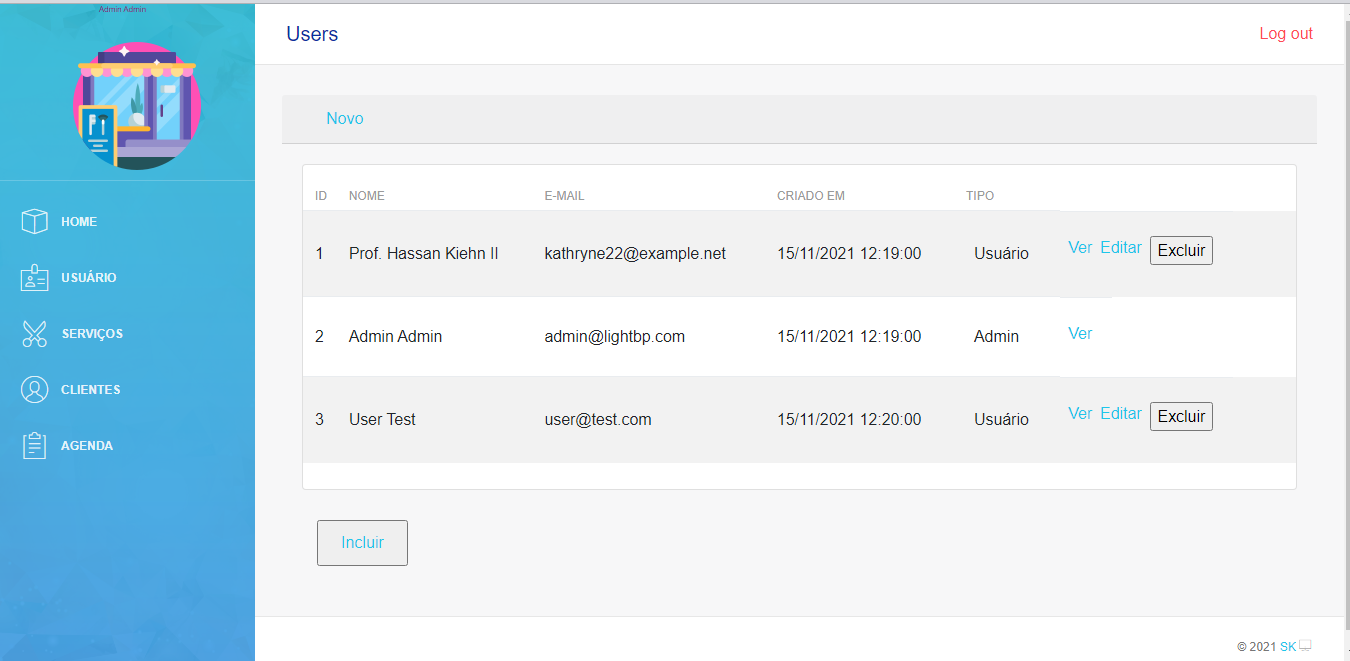 Admin Admin
Users
Log out
Novo
HOME
USUÁRIO
SERVIÇOS
CLIENTES
AGENDA
ID NOME E-MAIL CRIADO EM TIPO
1 Prof. Hassan Kiehn II kathryne22@example.net 15/11/2021 12:19:00 Usuário Ver Editar Excluir
2 Admin Admin admin@lightbp.com 15/11/2021 12:19:00 Admin Ver
3 User Test user@test.com 15/11/2021 12:20:00 Usuário Ver Editar Excluir
Incluir
© 2021 SK